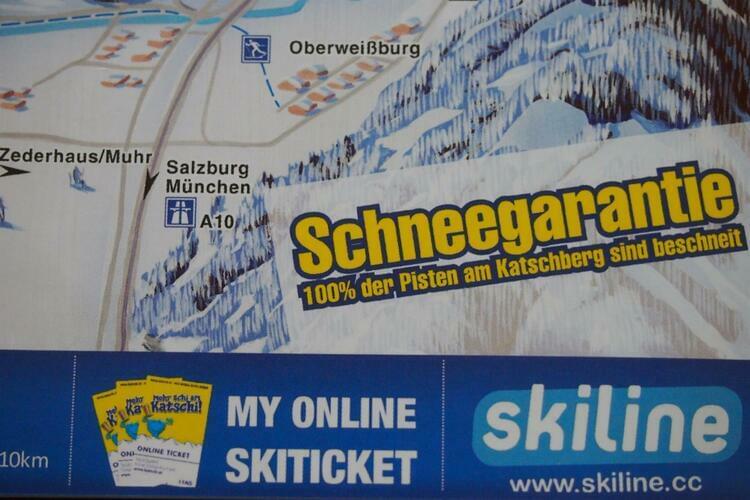 Oberweißburg
Zederhaus/Muhr
Salzburg
München
A10
Schneegarantie
100% der Pisten am Katschberg sind beschneit
10km
Mehr Schi am
Katschi!
ONLINE TICKET
MY ONLINE
SKITICKET
skiline
www.skiline.cc